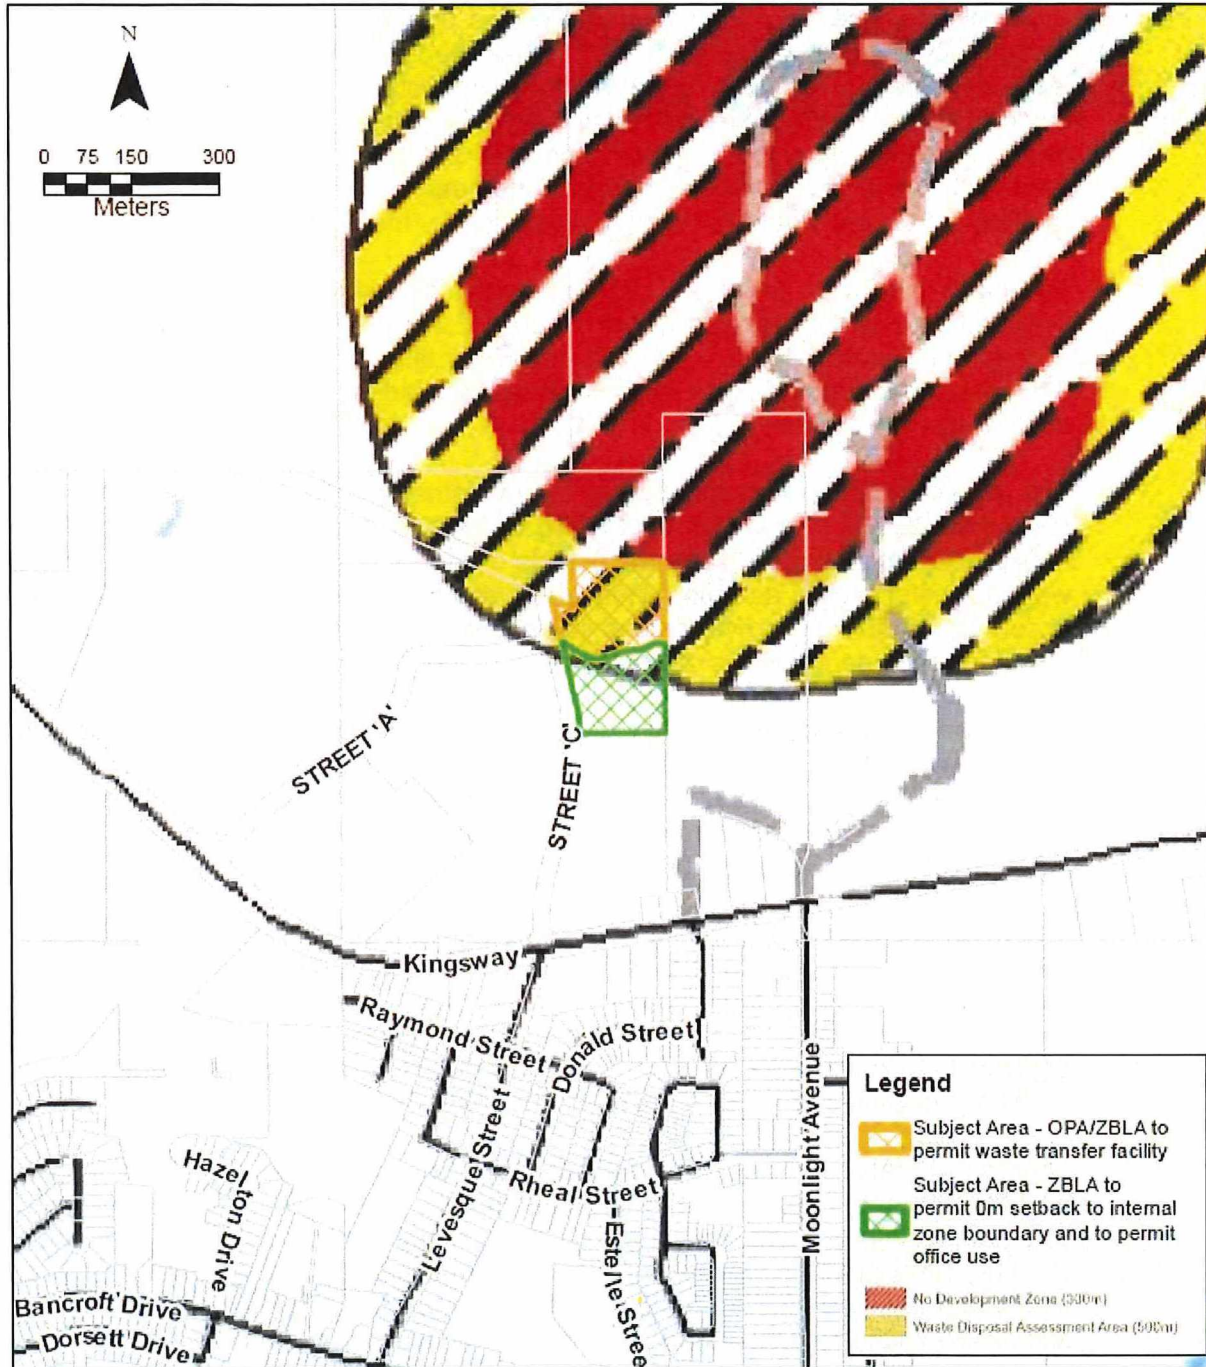 N
0 75 150 300
Meters
STREET 'A'
STREET 'C'
Kingsway
Raymond Street
Donald Street
Levesque Street
Rheal Street
Estelle Stree
Moonlight Avenue
Hazelton Drive
Bancroft Drive
Dorsett Drive
Legend
Subject Area - OPA/ZBLA to
permit waste transfer facility
Subject Area - ZBLA to
permit 0m setback to internal
zone boundary and to permit
office use
No Development Zone (300m)
Waste Disposal Assessment Area (500m)